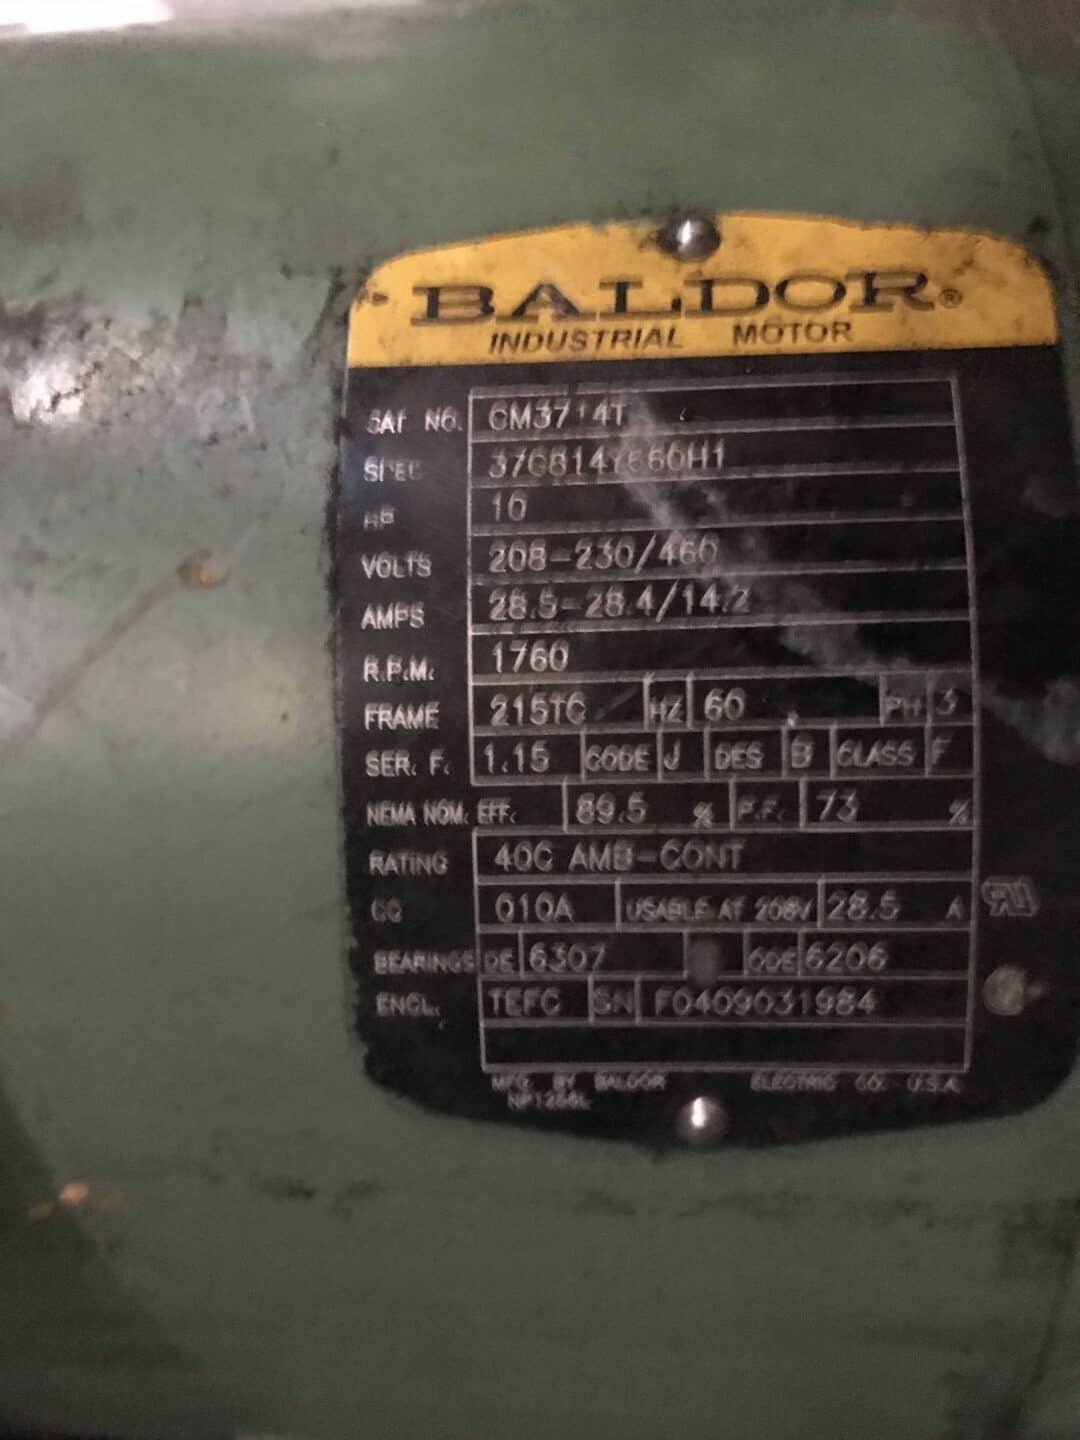 BALDOR®
INDUSTRIAL MOTOR
CAT NO. CM3714T
SPEC
HP 10
VOLTS 208-230/460
AMPS 28.5-28.4/14.2
R.P.M. 1760
FRAME 215TC HZ 60 PH 3
SER. F. 1.15 CODE J DES B CLASS F
NEMA NOM. EFF. 89.5 % P.F. 73 %
RATING 40C AMB-CONT
CC 010A USABLE AT 208V 28.5 A
BEARINGS DE 6307 ODE 6206
ENCL. TEFC SN F0409031984
MFG. BY BALDOR ELECTRIC CO. U.S.A.